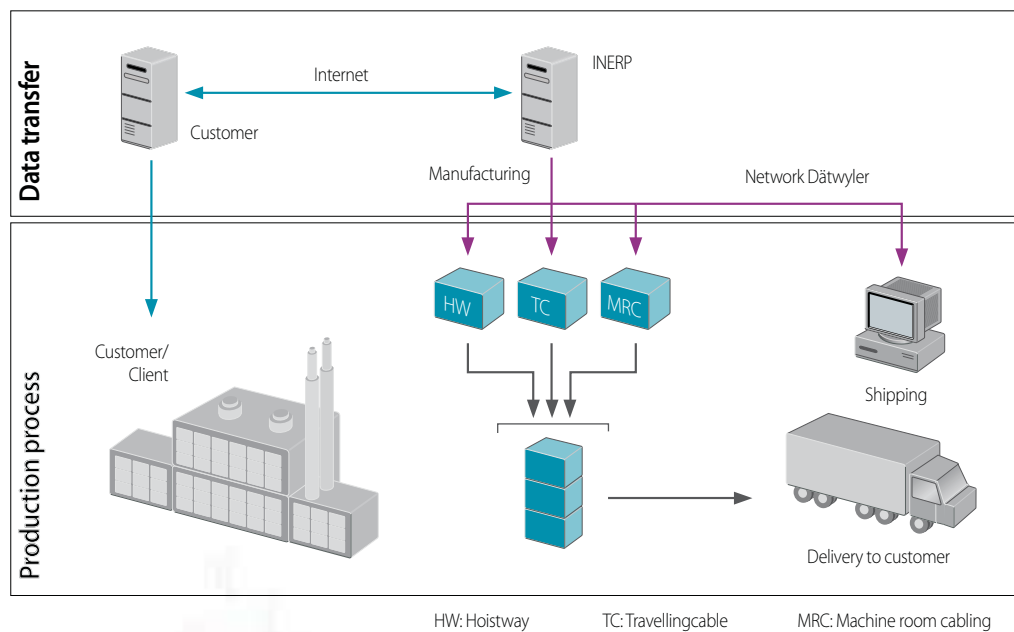 Data transfer
Internet
INERP
Customer
Manufacturing
Network Dätwyler
Production process
HW
TC
MRC
Customer/
Client
Shipping
Delivery to customer
HW: Hoistway
TC: Travellingcable
MRC: Machine room cabling